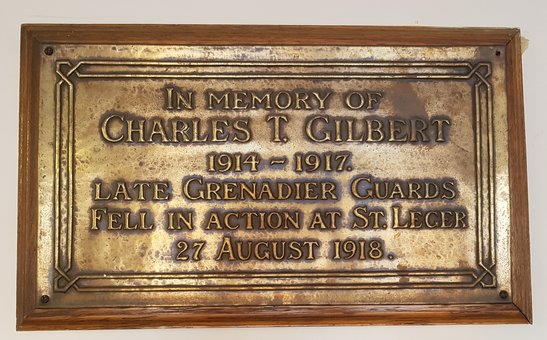 IN MEMORY OF
CHARLES T. GILBERT
1914 - 1917.
LATE GRENADIER GUARDS
FELL IN ACTION AT ST. LEGER
27 AUGUST 1918.